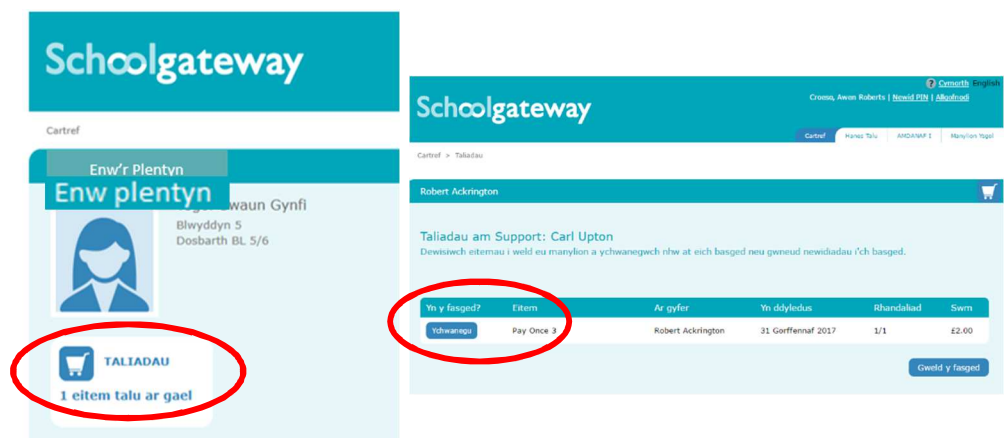 Schoolgateway
Cartref
Enw'r Plentyn
Enw plentyn
waun Gynfi
Blwyddyn 5
Dosbarth BL 5/6
TALIADAU
1 eitem talu ar gael
Schoolgateway
? Cymorth English
Croeso, Awen Roberts | Newid PIN | Allgofnodi
Cartref Hanes Talu AMDANAF I Manylion Ysgol
Cartref > Taliadau
Robert Ackrington
Taliadau am Support: Carl Upton
Dewisiwch eitemau i weld eu manylion a ychwanegwch nhw at eich basged neu gwneud newidiadau i'ch basged.
Yn y fasged? Eitem Ar gyfer Yn ddyledus Rhandaliad Swm
Ychwanegu Pay Once 3 Robert Ackrington 31 Gorffennaf 2017 1/1 £2.00
Gweld y fasged